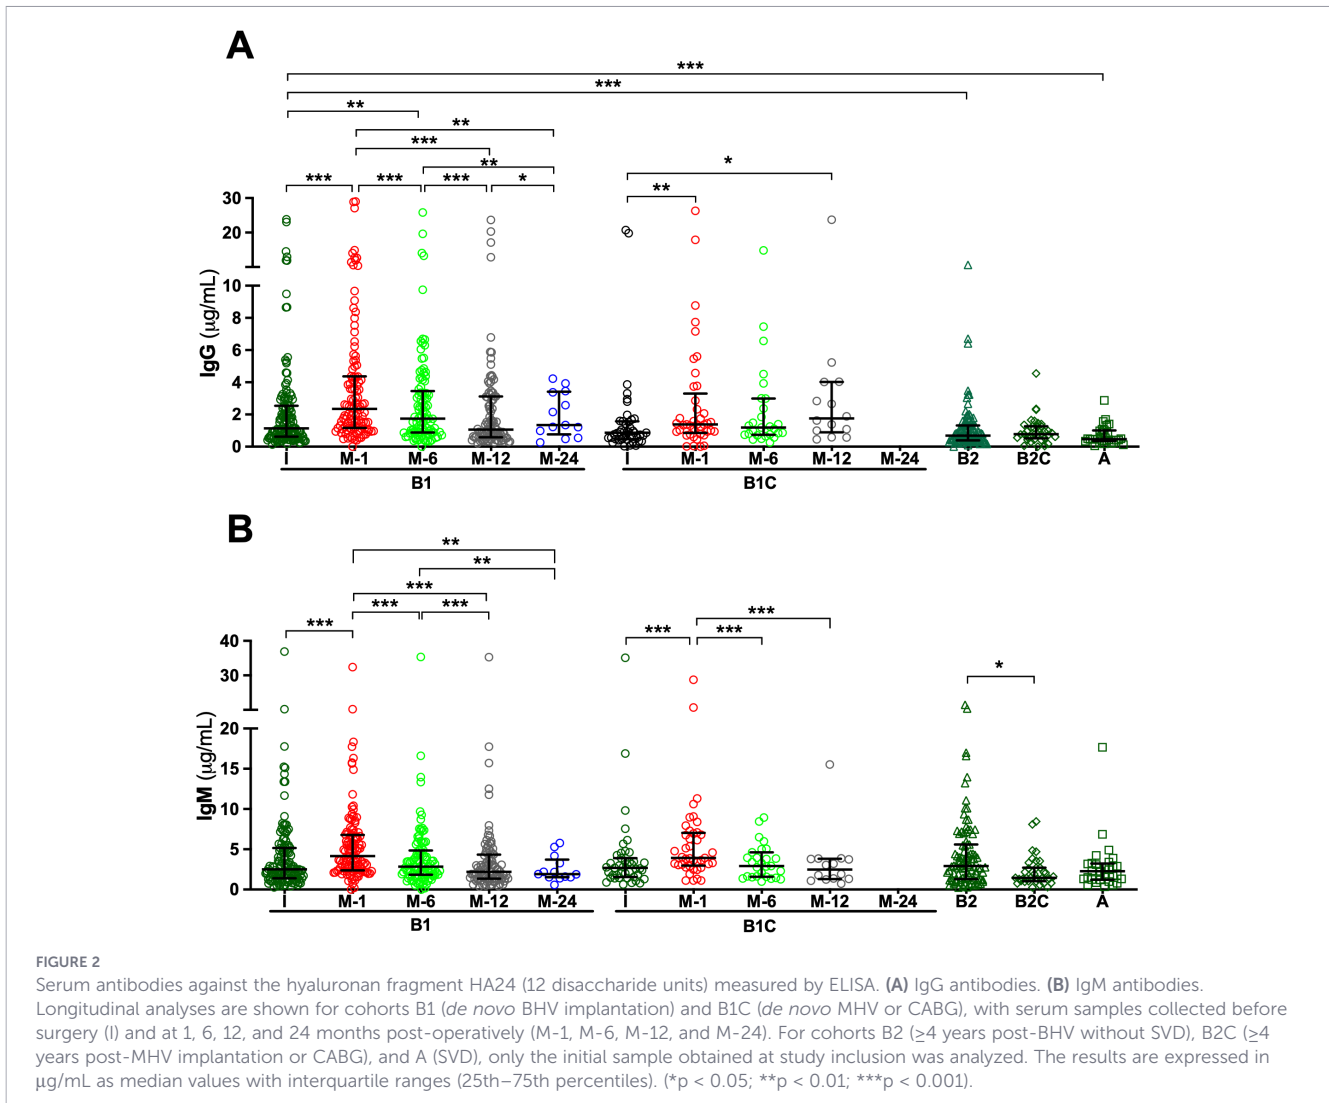 A
***
***
**
**
***
**
*
***
***
***
*
**
30
20
10
8
6
4
2
0
IgG (µg/mL)
I M-1 M-6 M-12 M-24 I M-1 M-6 M-12 M-24 B2 B2C A
B1 B1C
B
**
**
***
***
***
***
***
***
***
*
40
30
20
15
10
5
0
IgM (µg/mL)
I M-1 M-6 M-12 M-24 I M-1 M-6 M-12 M-24 B2 B2C A
B1 B1C
FIGURE 2
Serum antibodies against the hyaluronan fragment HA24 (12 disaccharide units) measured by ELISA. (A) IgG antibodies. (B) IgM antibodies.
Longitudinal analyses are shown for cohorts B1 (de novo BHV implantation) and B1C (de novo MHV or CABG), with serum samples collected before
surgery (I) and at 1, 6, 12, and 24 months post-operatively (M-1, M-6, M-12, and M-24). For cohorts B2 (≥4 years post-BHV without SVD), B2C (≥4
years post-MHV implantation or CABG), and A (SVD), only the initial sample obtained at study inclusion was analyzed. The results are expressed in
µg/mL as median values with interquartile ranges (25th–75th percentiles). (*p < 0.05; **p < 0.01; ***p < 0.001).